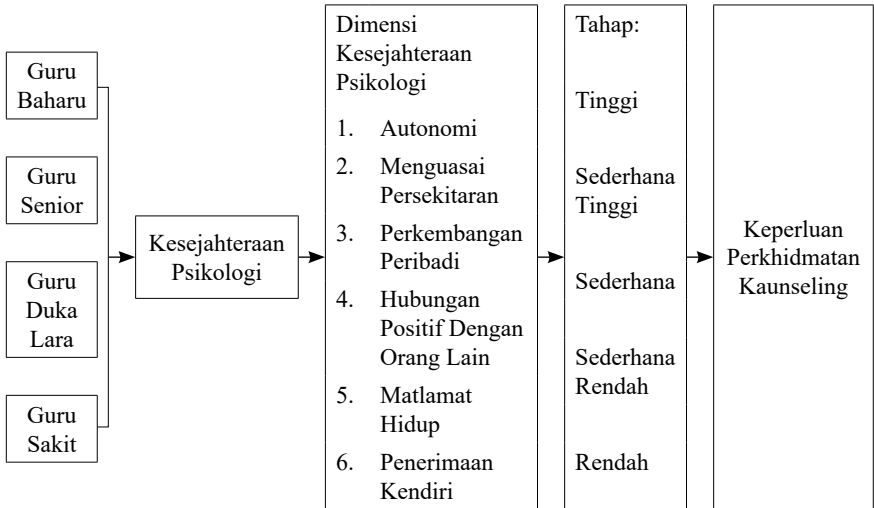 Guru
Baharu
Guru
Senior
Guru
Duka
Lara
Guru
Sakit
Kesejahteraan
Psikologi
Dimensi
Kesejahteraan
Psikologi
1. Autonomi
2. Menguasai
Persekitaran
3. Perkembangan
Peribadi
4. Hubungan
Positif Dengan
Orang Lain
5. Matlamat
Hidup
6. Penerimaan
Kendiri
Tahap:
Tinggi
Sederhana
Tinggi
Sederhana
Sederhana
Rendah
Rendah
Keperluan
Perkhidmatan
Kaunseling